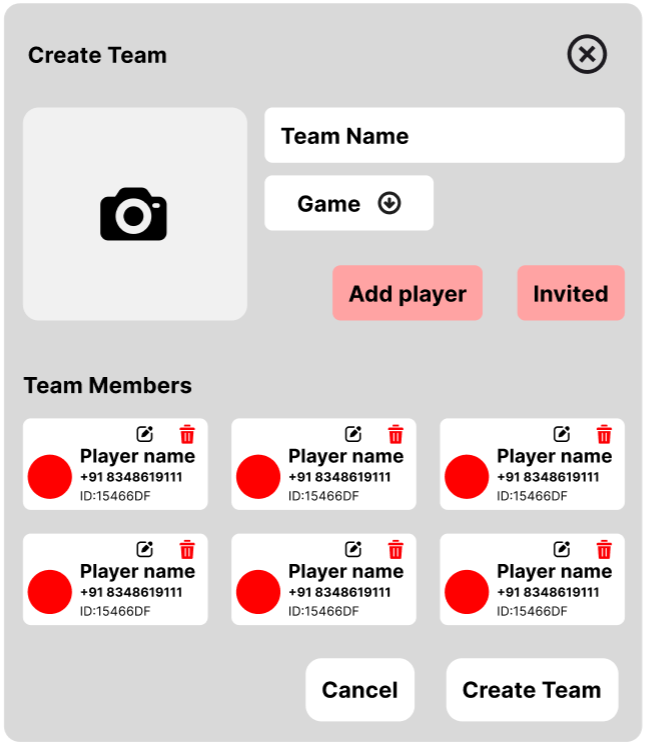 Create Team
Team Name
Game
Add player
Invited
Team Members
Player name
+91 8348619111
ID:15466DF
Player name
+91 8348619111
ID:15466DF
Player name
+91 8348619111
ID:15466DF
Player name
+91 8348619111
ID:15466DF
Player name
+91 8348619111
ID:15466DF
Player name
+91 8348619111
ID:15466DF
Cancel
Create Team